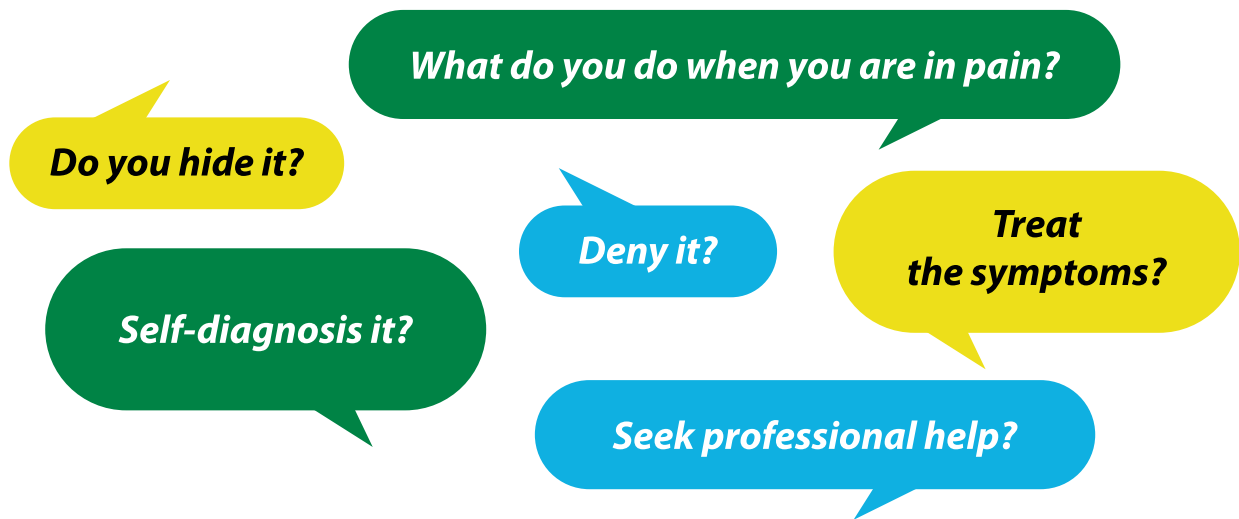 What do you do when you are in pain?
Do you hide it?
Deny it?
Treat
the symptoms?
Self-diagnosis it?
Seek professional help?